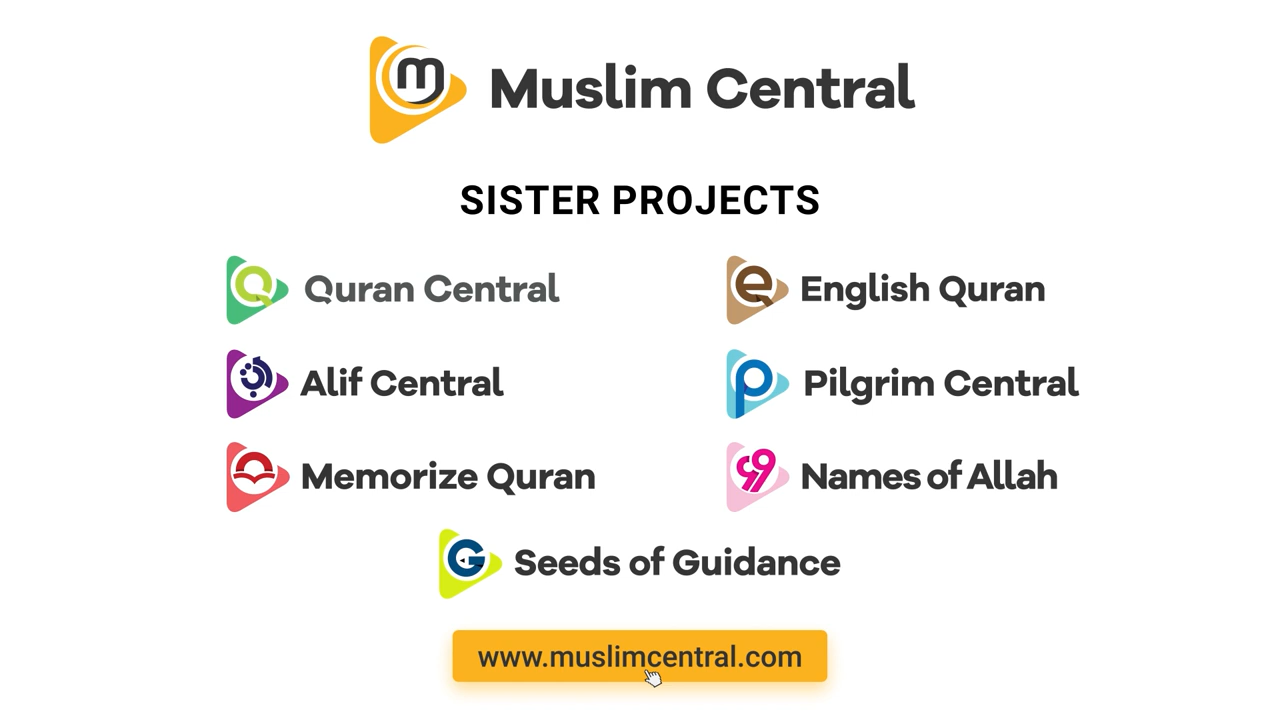 Muslim Central
SISTER PROJECTS
Quran Central
English Quran
Alif Central
Pilgrim Central
Memorize Quran
99 Names of Allah
Seeds of Guidance
www.muslimcentral.com